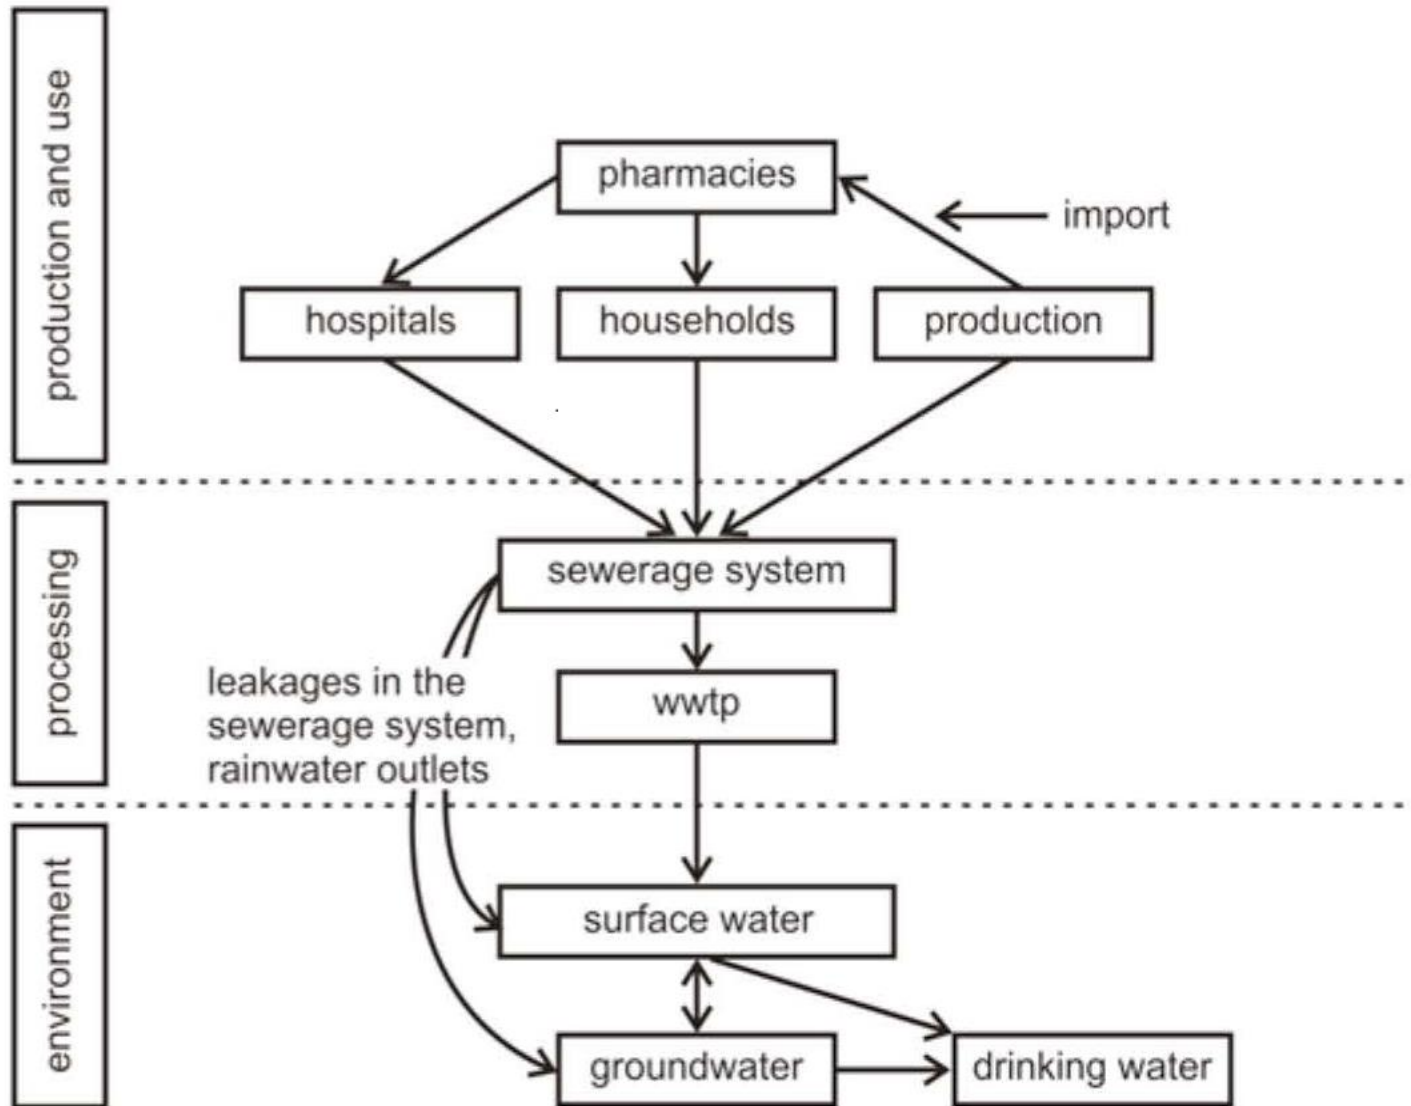 production and use
pharmacies
import
hospitals
households
production
processing
sewerage system
leakages in the
sewerage system,
rainwater outlets
wwtp
environment
surface water
groundwater
drinking water